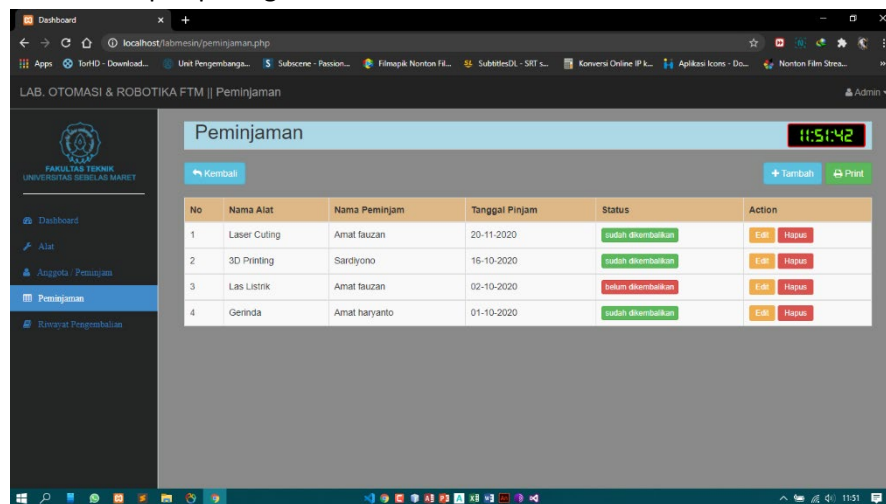 Dashboard
localhost/labmesin/peminjaman.php
Apps TorHD - Download... Unit Pengembanga... Subscene - Passion... Filmapik Nonton Fil... SubtitlesDL - SRT s... Konversi Online IP k... Aplikasi Icons - Do... Nonton Film Strea...
LAB. OTOMASI & ROBOTIKA FTM || Peminjaman Admin
FAKULTAS TEKNIK
UNIVERSITAS SEBELAS MARET
Dashboard
Alat
Anggota / Peminjam
Peminjaman
Riwayat Pengembalian
Peminjaman 11:51:42
Kembali + Tambah Print
No Nama Alat Nama Peminjam Tanggal Pinjam Status Action
1 Laser Cuting Amat fauzan 20-11-2020 sudah dikembalikan Edit Hapus
2 3D Printing Sardiyono 16-10-2020 sudah dikembalikan Edit Hapus
3 Las Listrik Amat fauzan 02-10-2020 belum dikembalikan Edit Hapus
4 Gerinda Amat haryanto 01-10-2020 sudah dikembalikan Edit Hapus
11:51